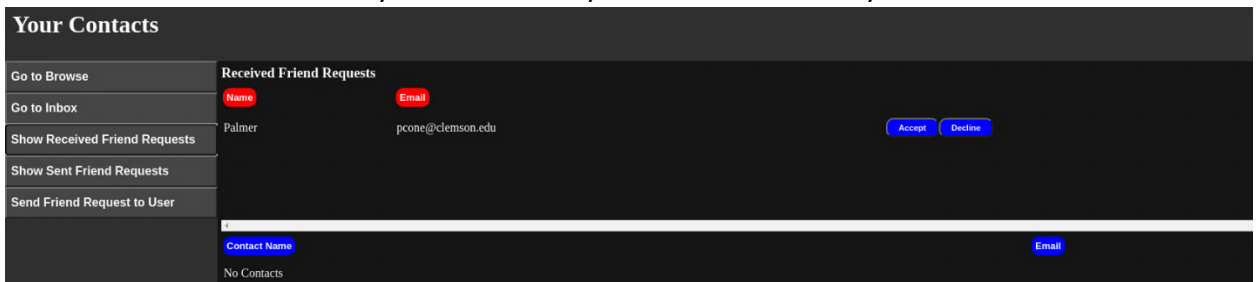 Your Contacts
Go to Browse
Go to Inbox
Show Received Friend Requests
Show Sent Friend Requests
Send Friend Request to User
Received Friend Requests
Name Email
Palmer pcone@clemson.edu Accept Decline
Contact Name Email
No Contacts